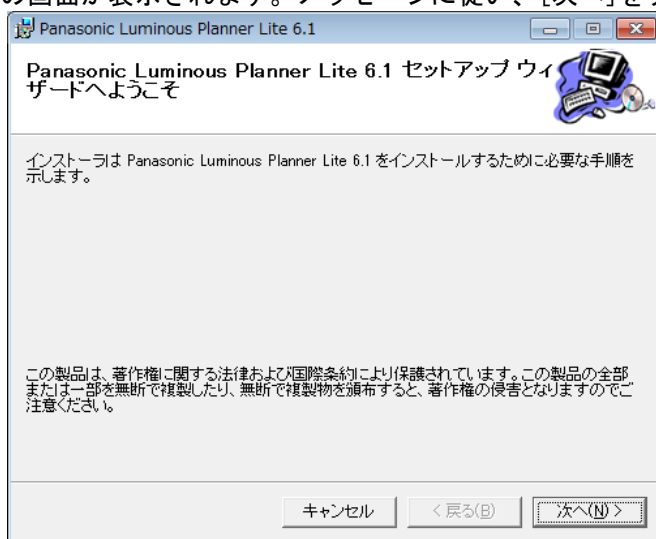 の画面が表示されます。メッセージに従い、[次へ]を
Panasonic Luminous Planner Lite 6.1
Panasonic Luminous Planner Lite 6.1 セットアップ ウィ
ザードへようこそ
インストーラは Panasonic Luminous Planner Lite 6.1 をインストールするために必要な手順を
示します。
この製品は、著作権に関する法律および国際条約により保護されています。この製品の全部
または一部を無断で複製したり、無断で複製物を頒布すると、著作権の侵害となりますのでご
注意ください。
キャンセル
< 戻る(B)
次へ(N) >